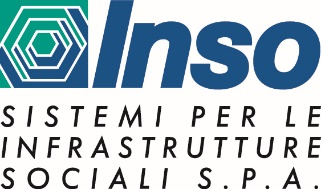 Inso
SISTEMI PER LE
INFRASTRUTTURE
SOCIALI S.P.A.